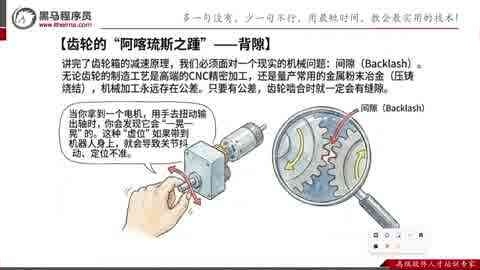 黑马程序员
www.itheima.com
多一句没有，少一句不行，用最短时间，教会最实用的技术！
【齿轮的“阿喀琉斯之踵”——背隙】
讲完了齿轮箱的减速原理，我们必须面对一个现实的机械问题：间隙（Backlash）。
无论齿轮的制造工艺是高端的CNC精密加工，还是量产常用的金属粉末冶金（压铸
烧结），机械加工永远存在公差。只要有公差，齿轮啮合时就一定会有缝隙。
当你拿到一个电机，用手去扭动输
出轴时，你会发现它会“一晃一
晃”的。这种“虚位”如果带到
机器人身上，就会导致关节抖
动、定位不准。
间隙（Backlash）
高级软件人才培训专家